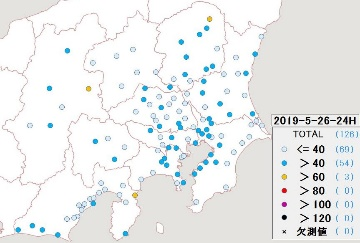 2019-5-26-24H
TOTAL (126)
<= 40 (69)
> 40 (54)
> 60 ( 3)
> 80 ( 0)
> 100 ( 0)
> 120 ( 0)
× 欠測値 ( 0)